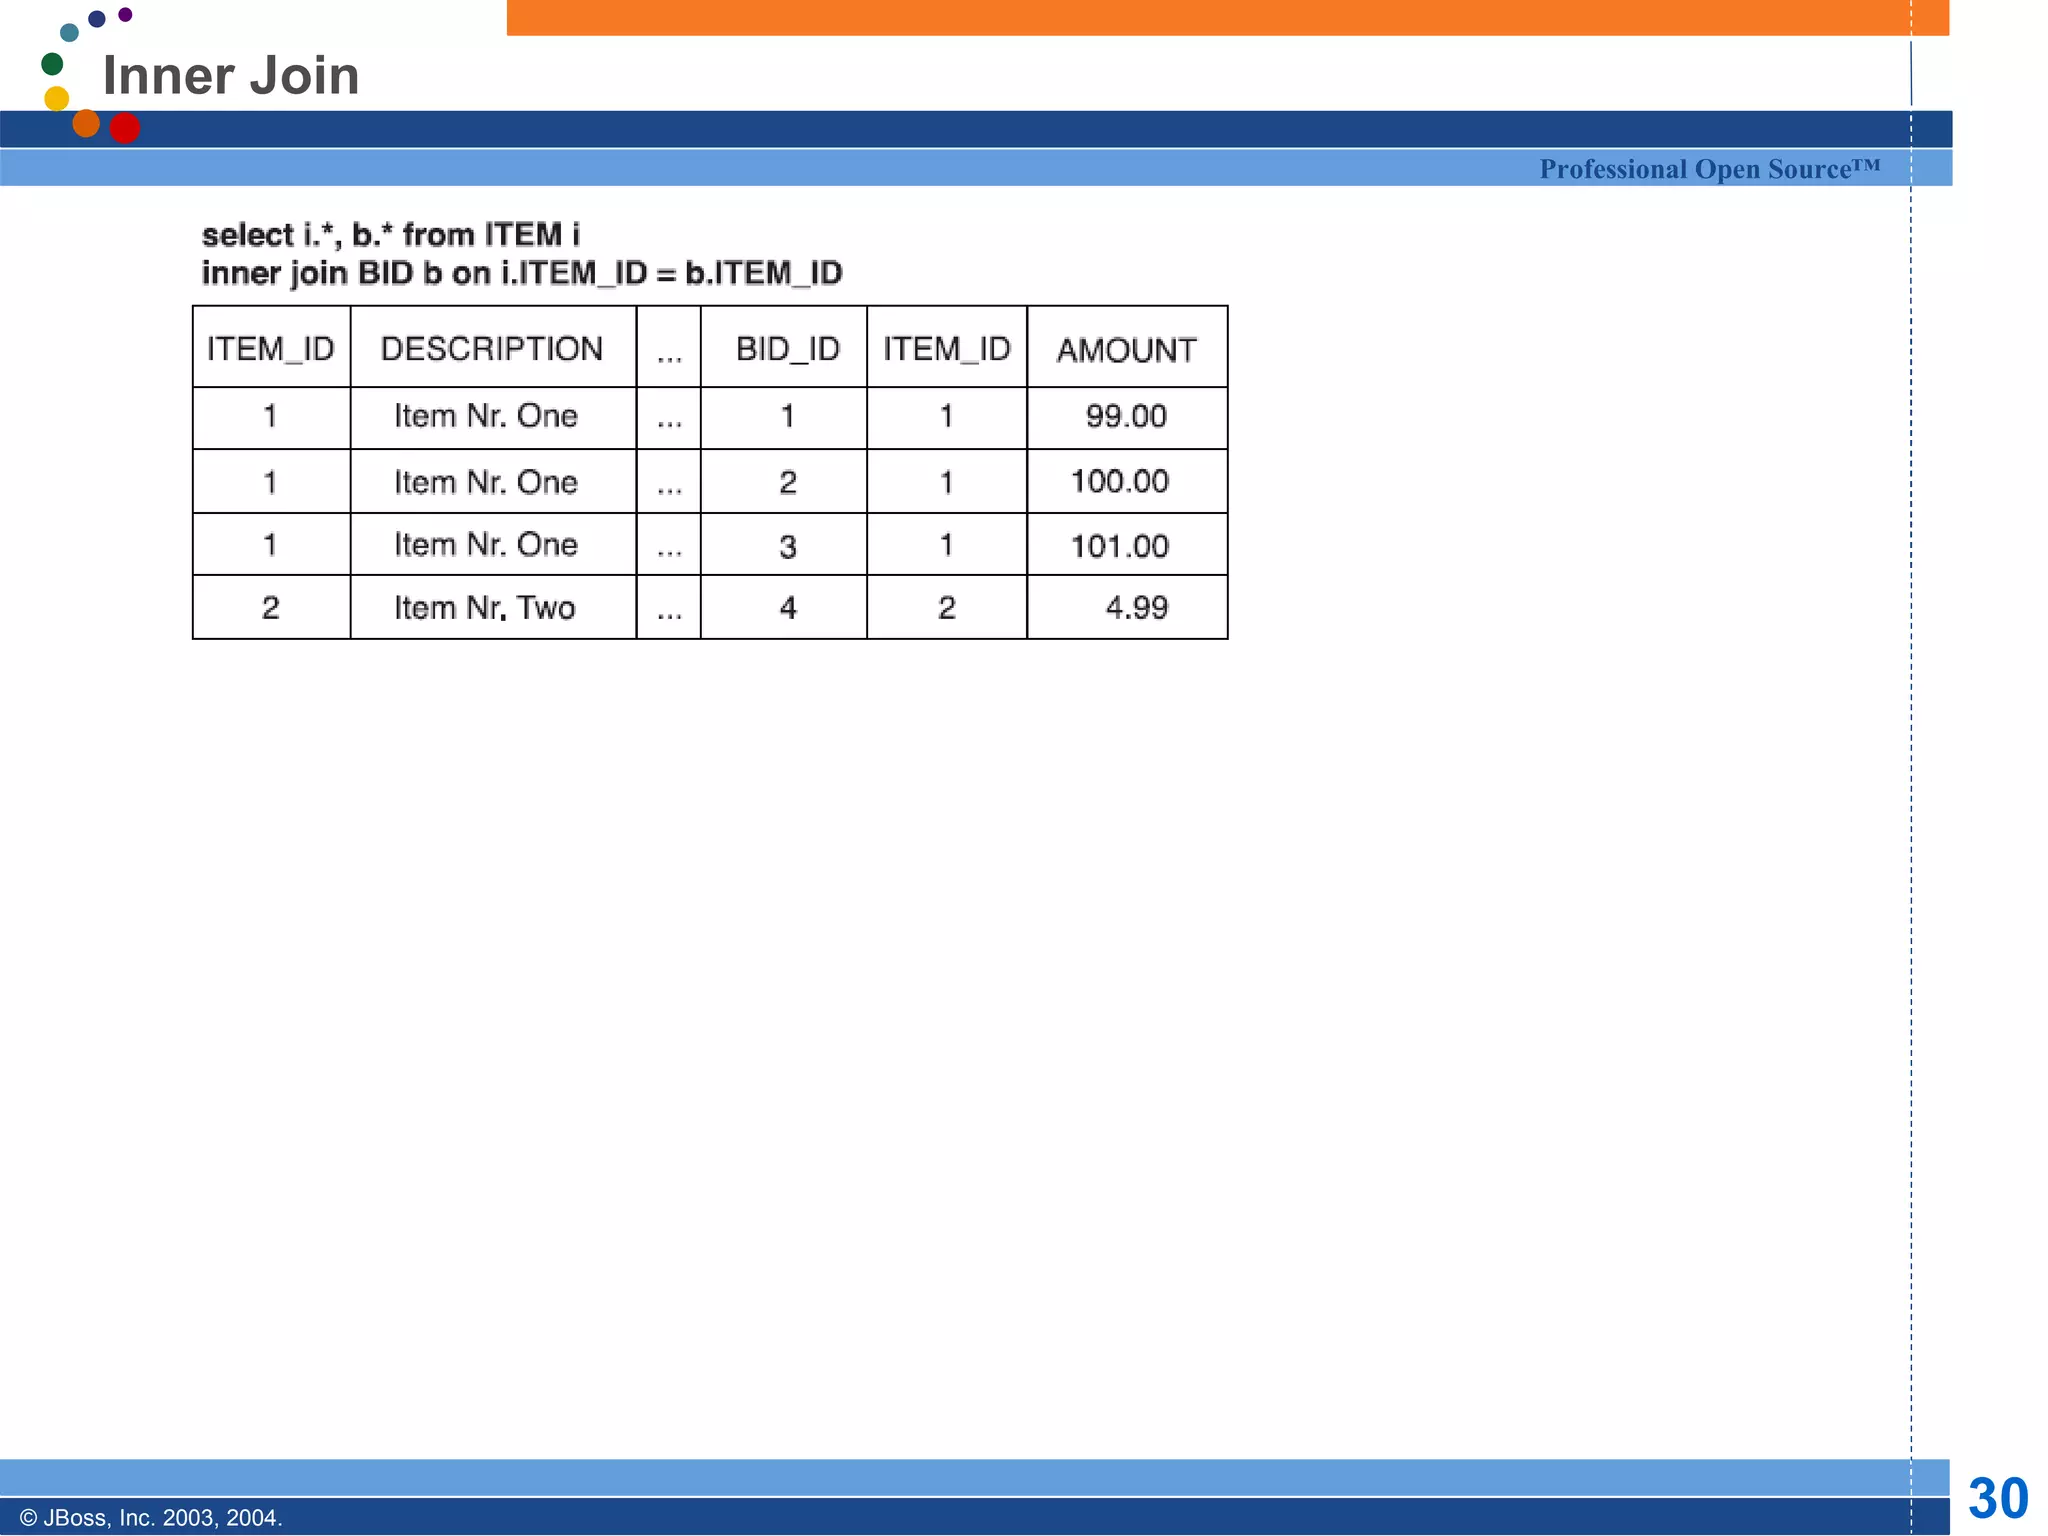 Inner Join
Professional Open Source™
select i.*, b.* from ITEM i
inner join BID b on i.ITEM_ID = b.ITEM_ID
ITEM_ID DESCRIPTION ... BID_ID ITEM_ID AMOUNT
1 Item Nr. One ... 1 1 99.00
1 Item Nr. One ... 2 1 100.00
1 Item Nr. One ... 3 1 101.00
2 Item Nr. Two ... 4 2 4.99
© JBoss, Inc. 2003, 2004.
30